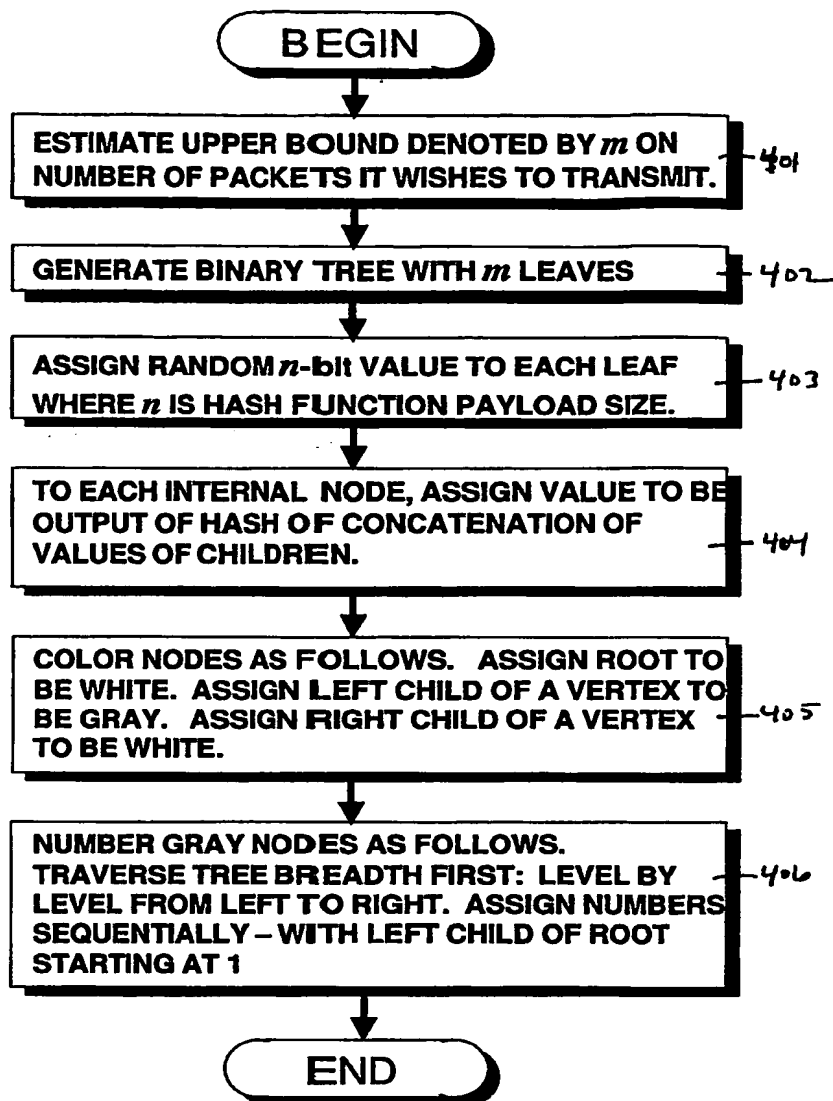 BEGIN
ESTIMATE UPPER BOUND DENOTED BY m ON
NUMBER OF PACKETS IT WISHES TO TRANSMIT.
401
GENERATE BINARY TREE WITH m LEAVES
402
ASSIGN RANDOM n-bit VALUE TO EACH LEAF
WHERE n IS HASH FUNCTION PAYLOAD SIZE.
403
TO EACH INTERNAL NODE, ASSIGN VALUE TO BE
OUTPUT OF HASH OF CONCATENATION OF
VALUES OF CHILDREN.
404
COLOR NODES AS FOLLOWS. ASSIGN ROOT TO
BE WHITE. ASSIGN LEFT CHILD OF A VERTEX TO
BE GRAY. ASSIGN RIGHT CHILD OF A VERTEX
TO BE WHITE.
405
NUMBER GRAY NODES AS FOLLOWS.
TRAVERSE TREE BREADTH FIRST: LEVEL BY
LEVEL FROM LEFT TO RIGHT. ASSIGN NUMBERS
SEQUENTIALLY – WITH LEFT CHILD OF ROOT
STARTING AT 1
406
END